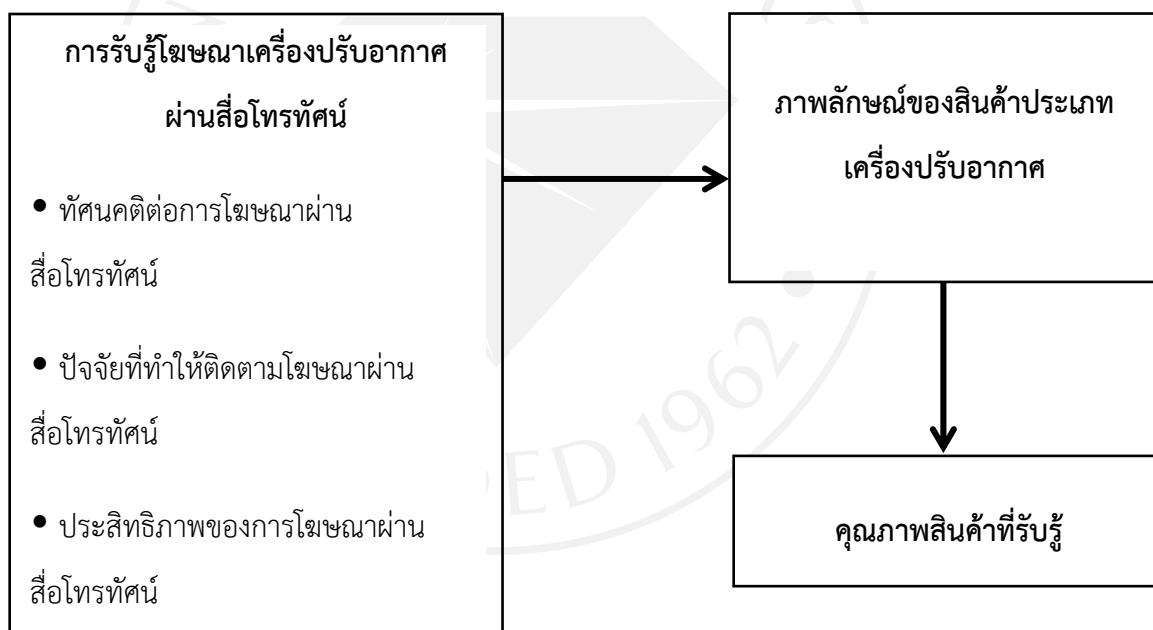 การรับรู้โฆษณาเครื่องปรับอากาศ
ผ่านสื่อโทรทัศน์
• ทัศนคติต่อการโฆษณาผ่าน
สื่อโทรทัศน์
• ปัจจัยที่ทำให้ติดตามโฆษณาผ่าน
สื่อโทรทัศน์
• ประสิทธิภาพของการโฆษณาผ่าน
สื่อโทรทัศน์
ภาพลักษณ์ของสินค้าประเภท
เครื่องปรับอากาศ
คุณภาพสินค้าที่รับรู้
1962